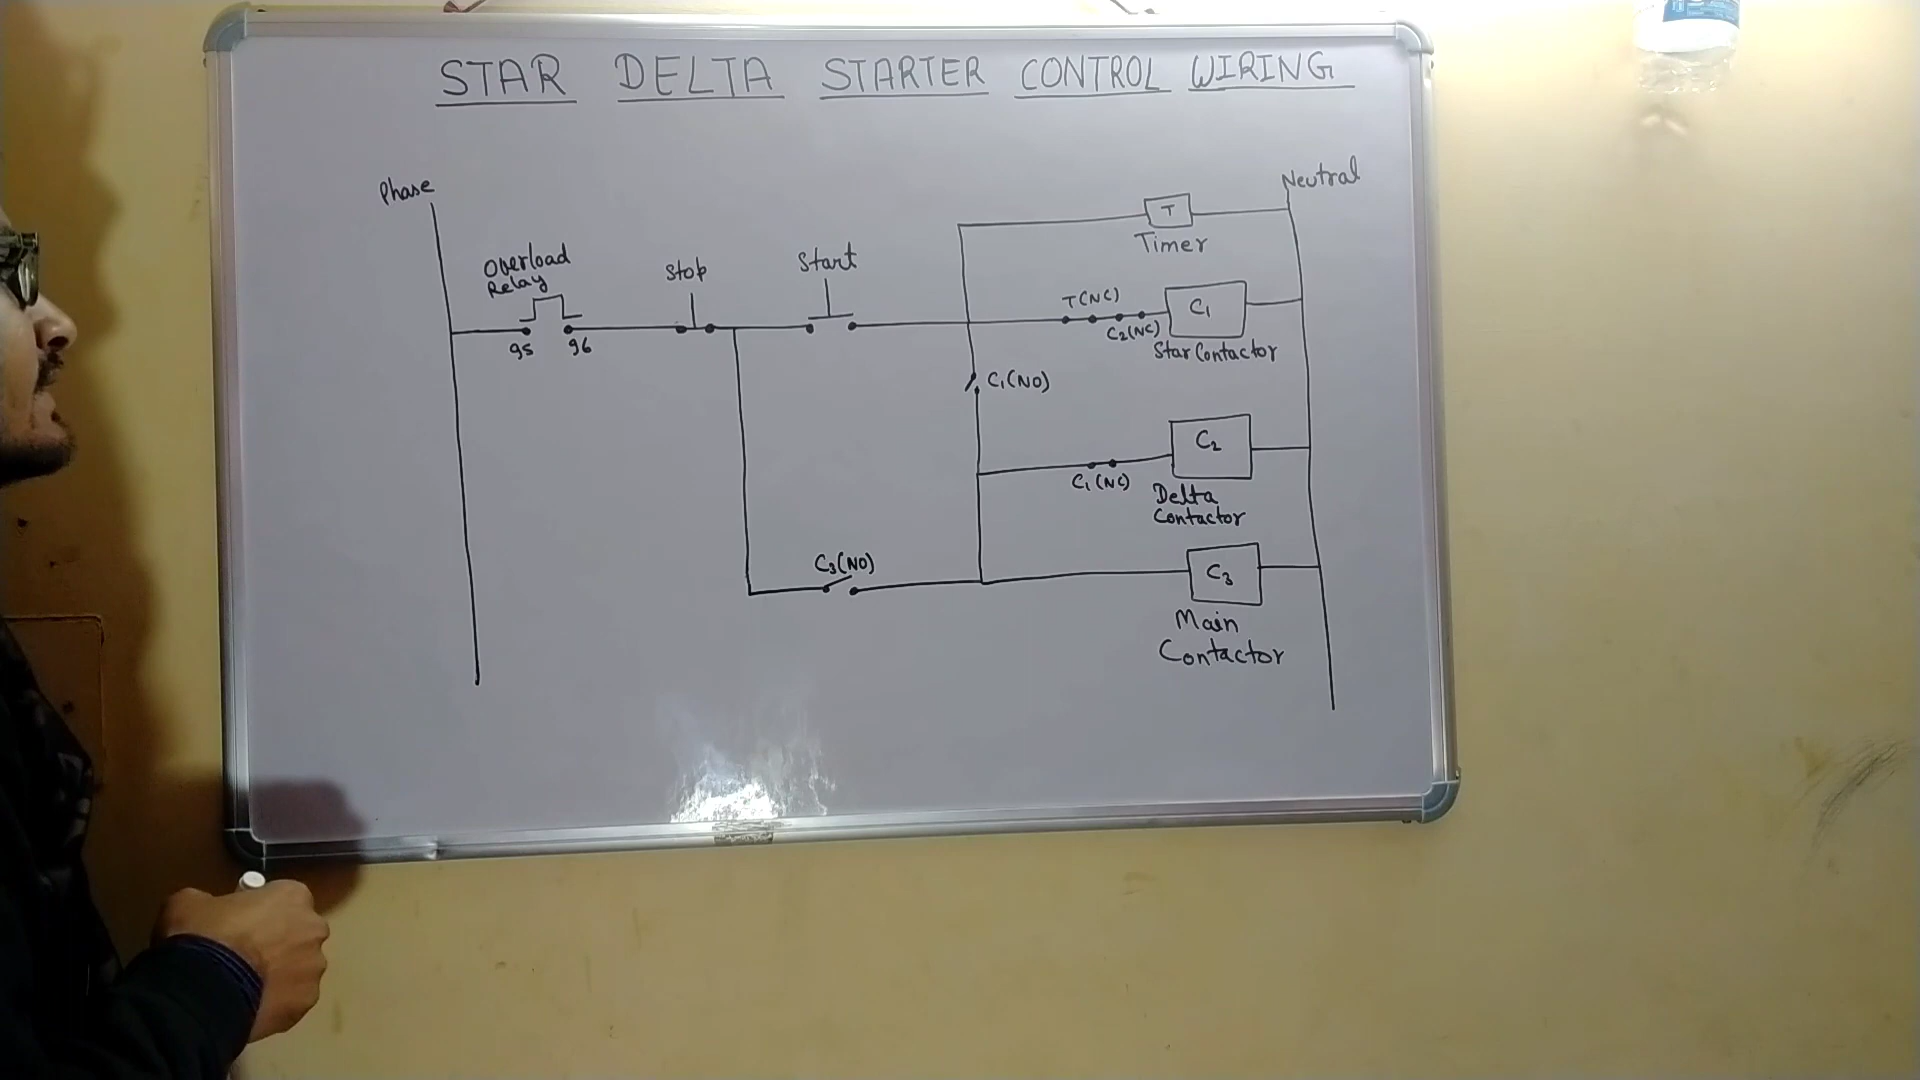 STAR DELTA STARTER CONTROL WIRING
Phase
Neutral
T
Timer
Overload
Relay
Stop
Start
95
96
T(NC)
C2(NC)
C1
Star Contactor
C1(NO)
C2
C1(NC)
Delta
Contactor
C3(NO)
C3
Main
Contactor